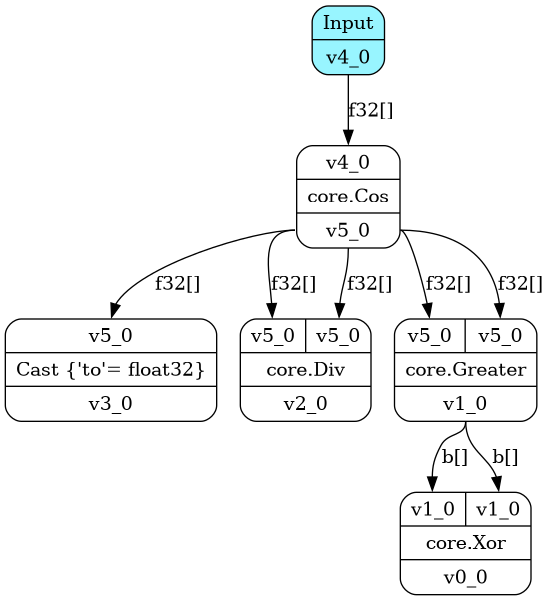 Input
v4_0
f32[]
v4_0
core.Cos
v5_0
f32[] f32[] f32[] f32[] f32[]
v5_0
Cast {'to'= float32}
v3_0
v5_0 v5_0
core.Div
v2_0
v5_0 v5_0
core.Greater
v1_0
b[] b[]
v1_0 v1_0
core.Xor
v0_0